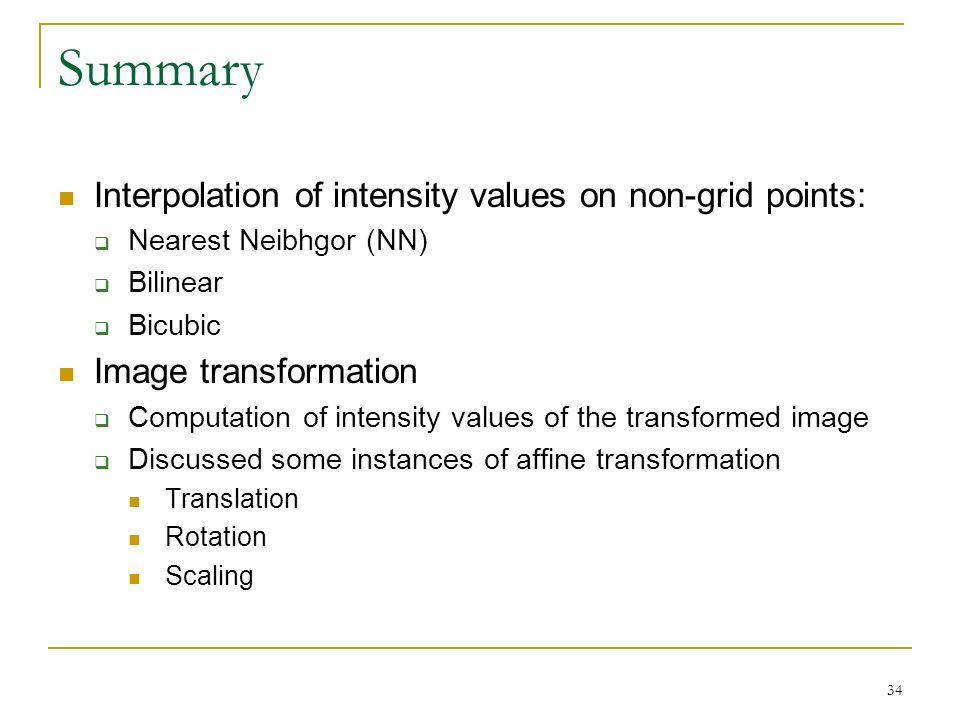 Summary
Interpolation of intensity values on non-grid points:
Nearest Neibhgor (NN)
Bilinear
Bicubic
Image transformation
Computation of intensity values of the transformed image
Discussed some instances of affine transformation
Translation
Rotation
Scaling
34